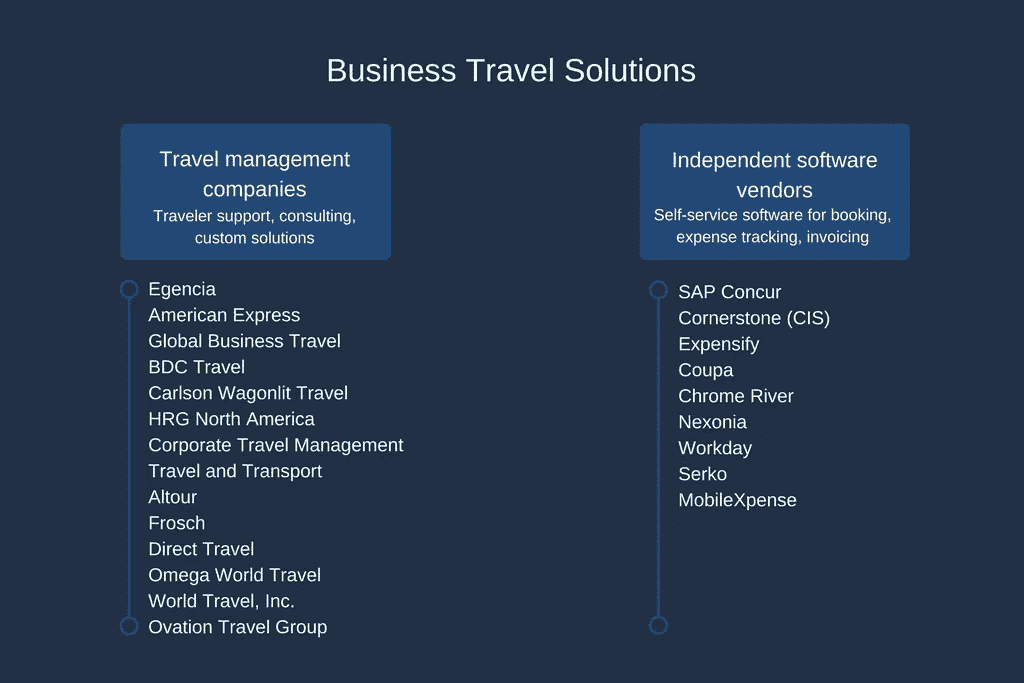 Business Travel Solutions
Travel management
companies
Traveler support, consulting,
custom solutions
Egencia
American Express
Global Business Travel
BDC Travel
Carlson Wagonlit Travel
HRG North America
Corporate Travel Management
Travel and Transport
Altour
Frosch
Direct Travel
Omega World Travel
World Travel, Inc.
Ovation Travel Group
Independent software
vendors
Self-service software for booking,
expense tracking, invoicing
SAP Concur
Cornerstone (CIS)
Expensify
Coupa
Chrome River
Nexonia
Workday
Serko
MobileXpense